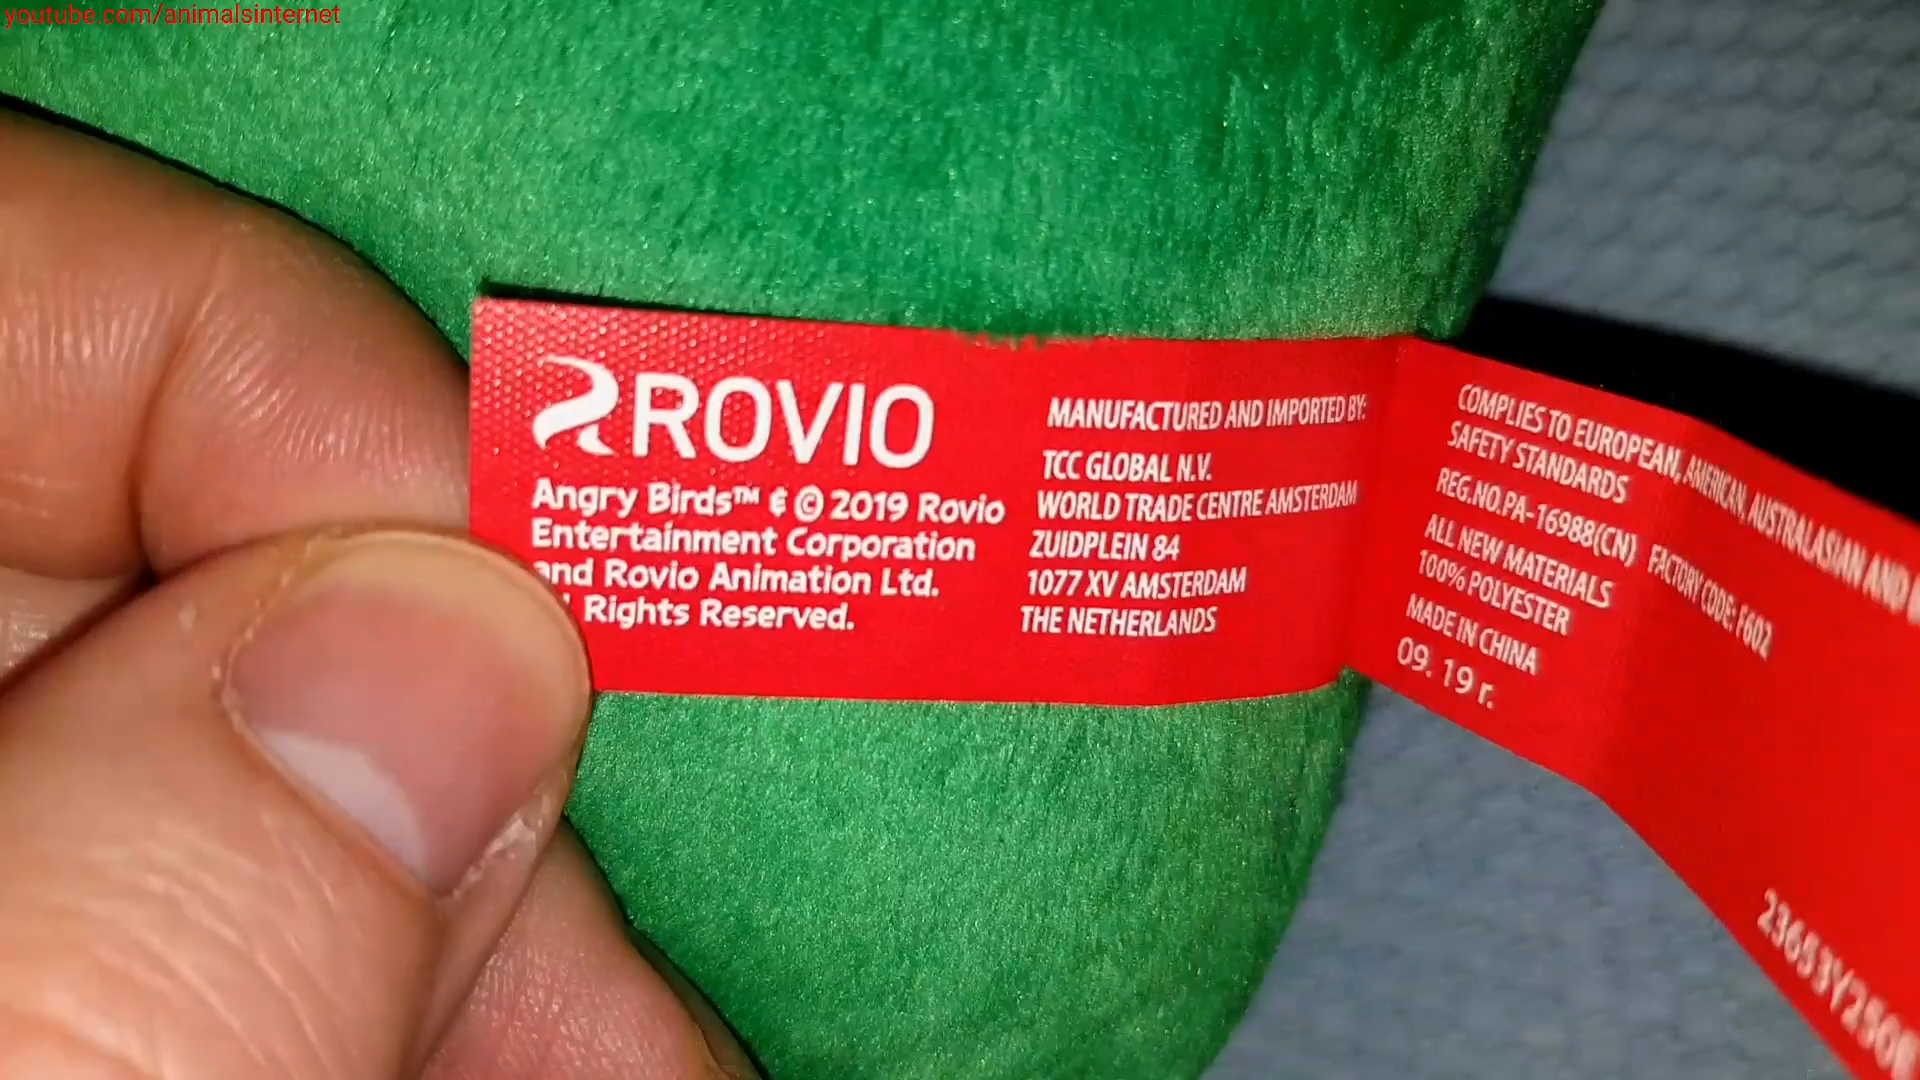 youtube.com/animalsinternet
ROVIO
Angry Birds™ & © 2019 Rovio
Entertainment Corporation
and Rovio Animation Ltd.
Rights Reserved.
MANUFACTURED AND IMPORTED BY:
TCC GLOBAL N.V.
WORLD TRADE CENTRE AMSTERDAM
ZUIDPLEIN 84
1077 XV AMSTERDAM
THE NETHERLANDS
COMPLIES TO EUROPEAN, AMERICAN, AUSTRALASIAN AND
SAFETY STANDARDS
REG.NO.PA-16988(CN) FACTORY CODE: F602
ALL NEW MATERIALS
100% POLYESTER
MADE IN CHINA
09. 19 г.